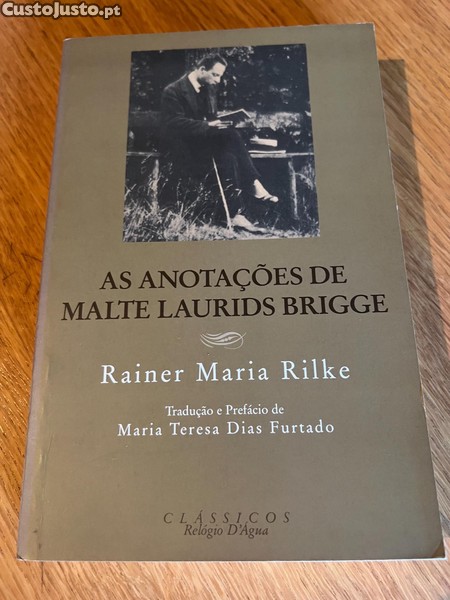 CustoJusto.pt
AS ANOTAÇÕES DE
MALTE LAURIDS BRIGGE
Rainer Maria Rilke
Tradução e Prefácio de
Maria Teresa Dias Furtado
CLÁSSICOS
Relógio D'Água